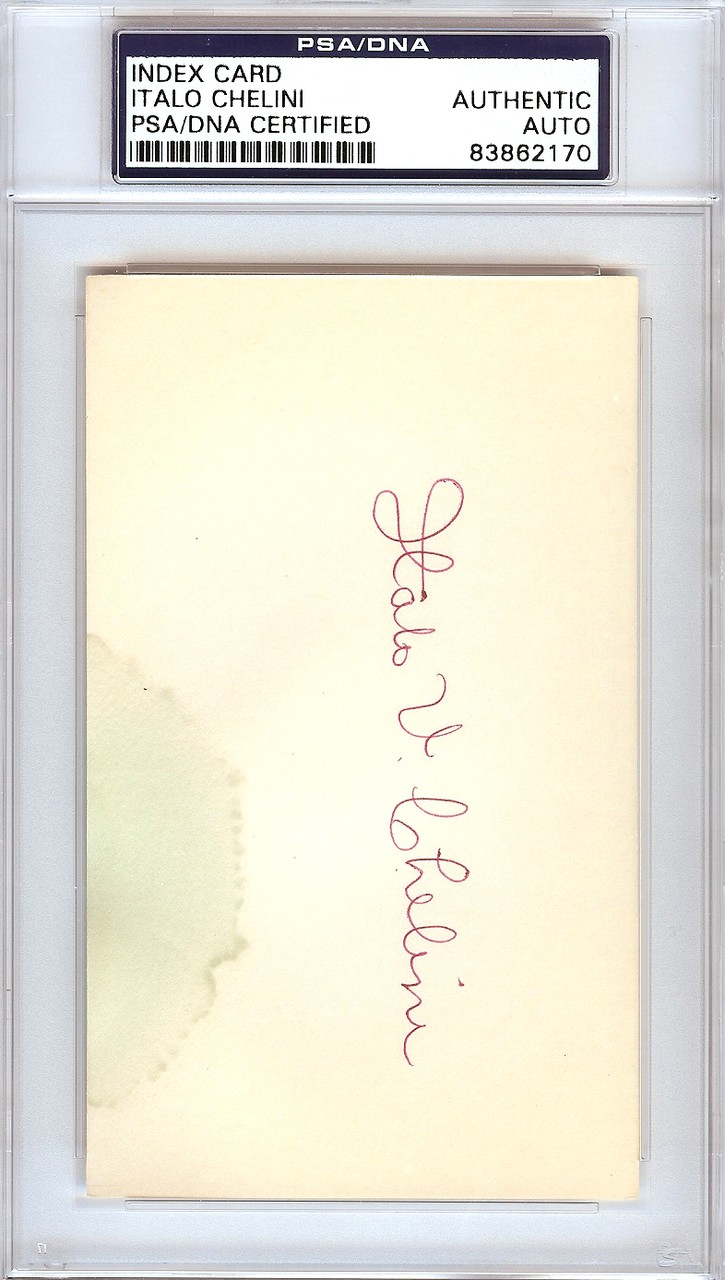 PSA/DNA
INDEX CARD
ITALO CHELINI
PSA/DNA CERTIFIED
AUTHENTIC
AUTO
83862170
Italo V. Chelini